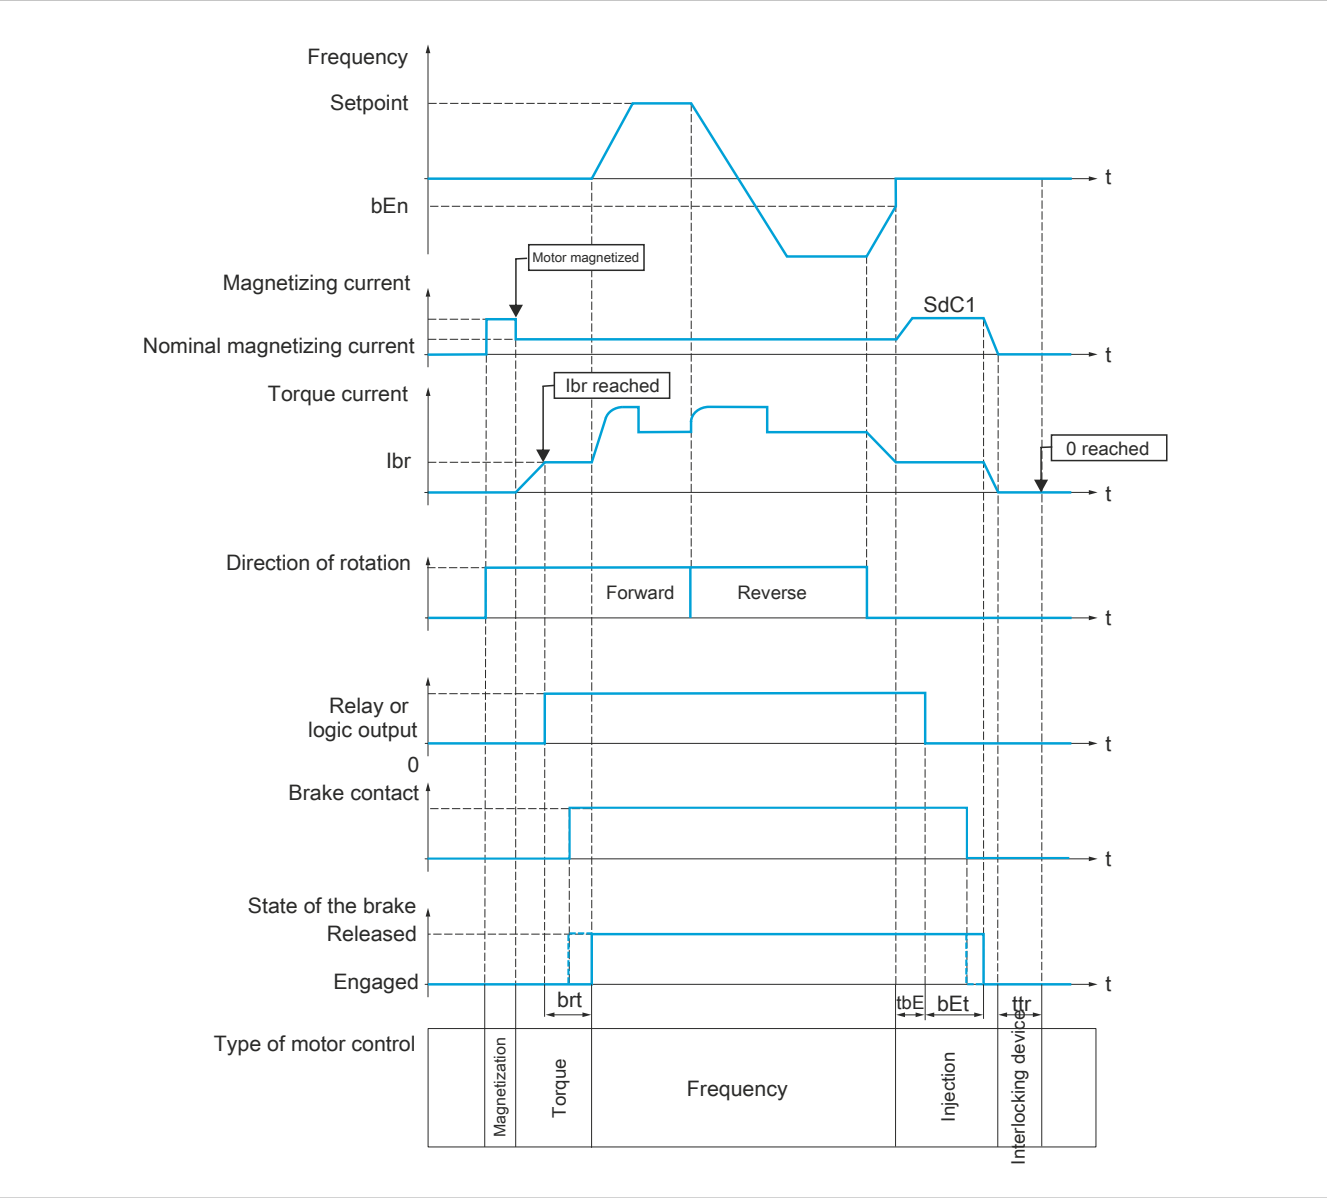 Frequency
Setpoint
t
bEn
Motor magnetized
Magnetizing current
SdC1
Nominal magnetizing current
t
Torque current
Ibr reached
0 reached
Ibr
t
Direction of rotation
Forward
Reverse
t
Relay or
logic output
t
0
Brake contact
t
State of the brake
Released
Engaged
t
brt
tbE
bEt
ttr
Type of motor control
Magnetization
Torque
Frequency
Injection
Interlocking device